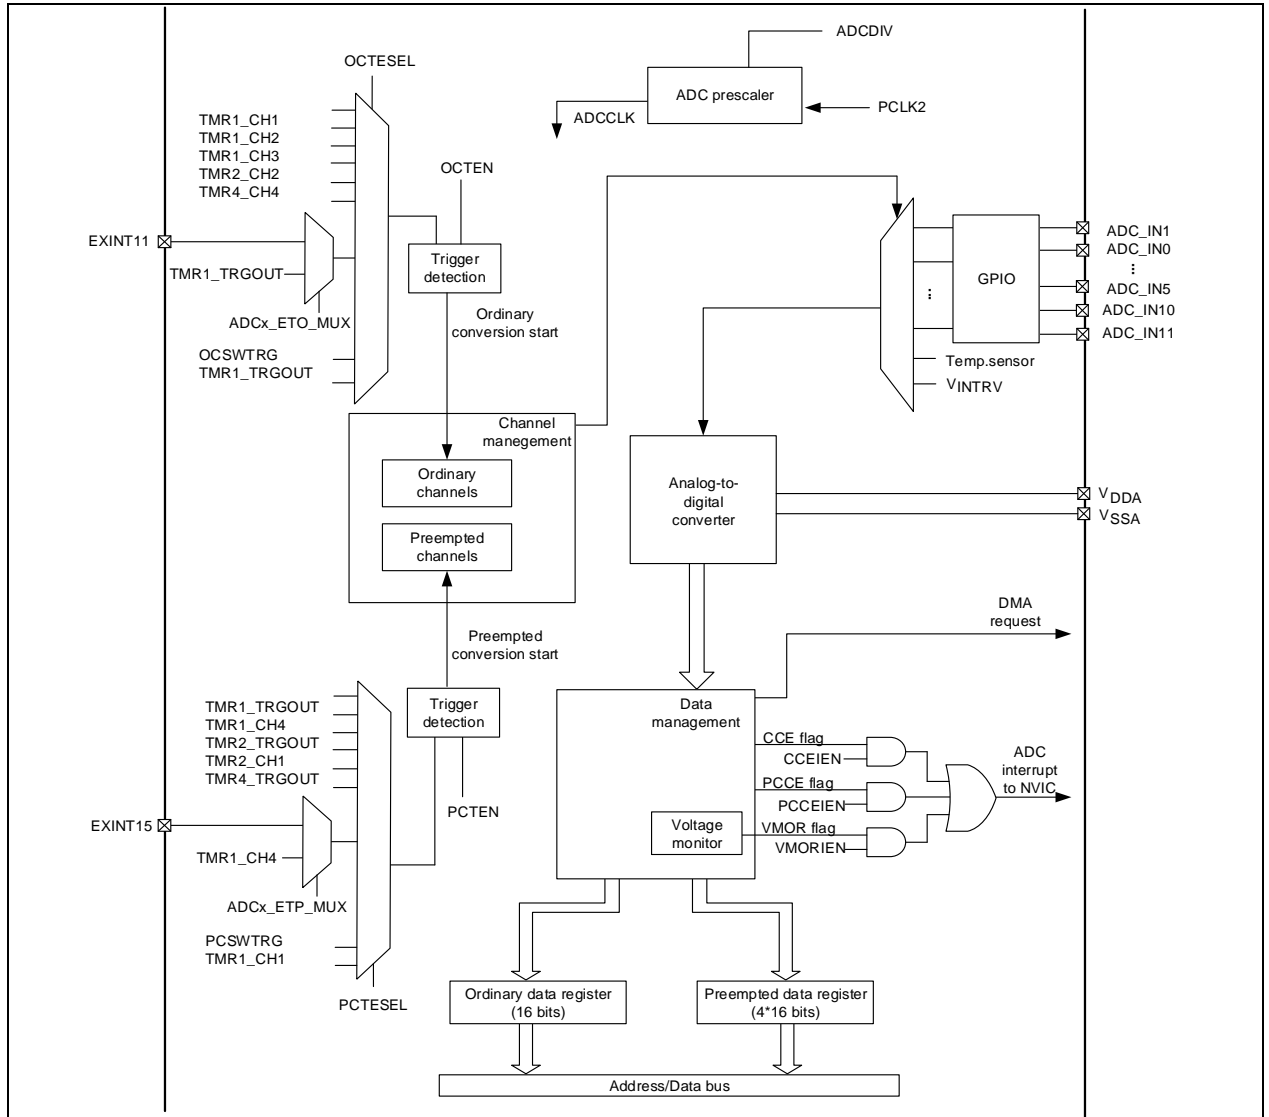 ADCDIV
OCTESEL
ADC prescaler
PCLK2
ADCCLK
TMR1_CH1
TMR1_CH2
TMR1_CH3
TMR2_CH2
TMR4_CH4
OCTEN
EXINT11
TMR1_TRGOUT
ADCx_ETO_MUX
Trigger
detection
Ordinary
conversion start
OCSWTRG
TMR1_TRGOUT
GPIO
ADC_IN1
ADC_IN0
...
ADC_IN5
ADC_IN10
ADC_IN11
...
Temp.sensor
VINTRV
Channel
manegement
Ordinary
channels
Preempted
channels
Analog-to-
digital
converter
VDDA
VSSA
DMA
request
Preempted
conversion start
Trigger
detection
TMR1_TRGOUT
TMR1_CH4
TMR2_TRGOUT
TMR2_CH1
TMR4_TRGOUT
PCTEN
EXINT15
TMR1_CH4
ADCx_ETP_MUX
PCSWTRG
TMR1_CH1
PCTESEL
Data
management
CCE flag
CCEIEN
PCCE flag
PCCEIEN
Voltage
monitor
VMOR flag
VMORIEN
ADC
interrupt
to NVIC
Ordinary data register
(16 bits)
Preempted data register
(4*16 bits)
Address/Data bus